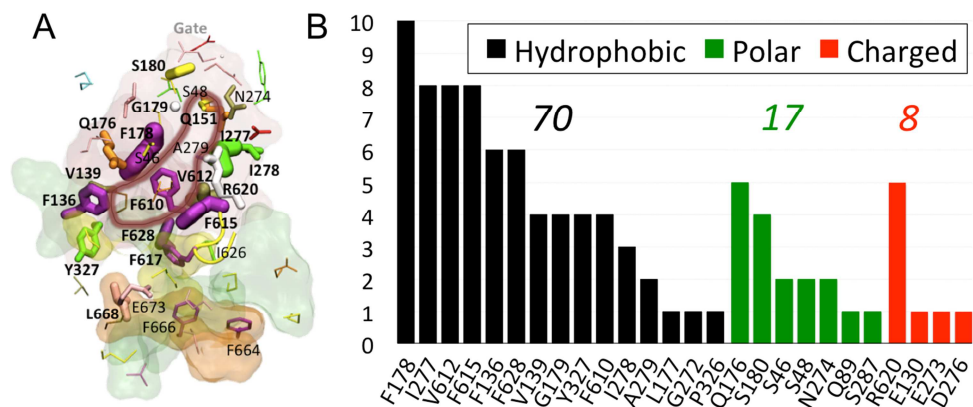 A
Gate
S180
S48
N274
G179
Q151
Q176
F178
I277
A279
S46
I278
V139
V612
R620
F136
F610
F615
F628
Y327
F617
I626
E673
L668
F666
F664
B
10
9
8
7
6
5
4
3
2
1
0
Hydrophobic Polar Charged
70 17 8
F178 I277 V612 F615 F136 F628 V139 G179 Y327 F610 I278 A279 L177 G272 P326 Q176 S180 S46 S48 N274 Q89 S287 R620 E130 E273 D276